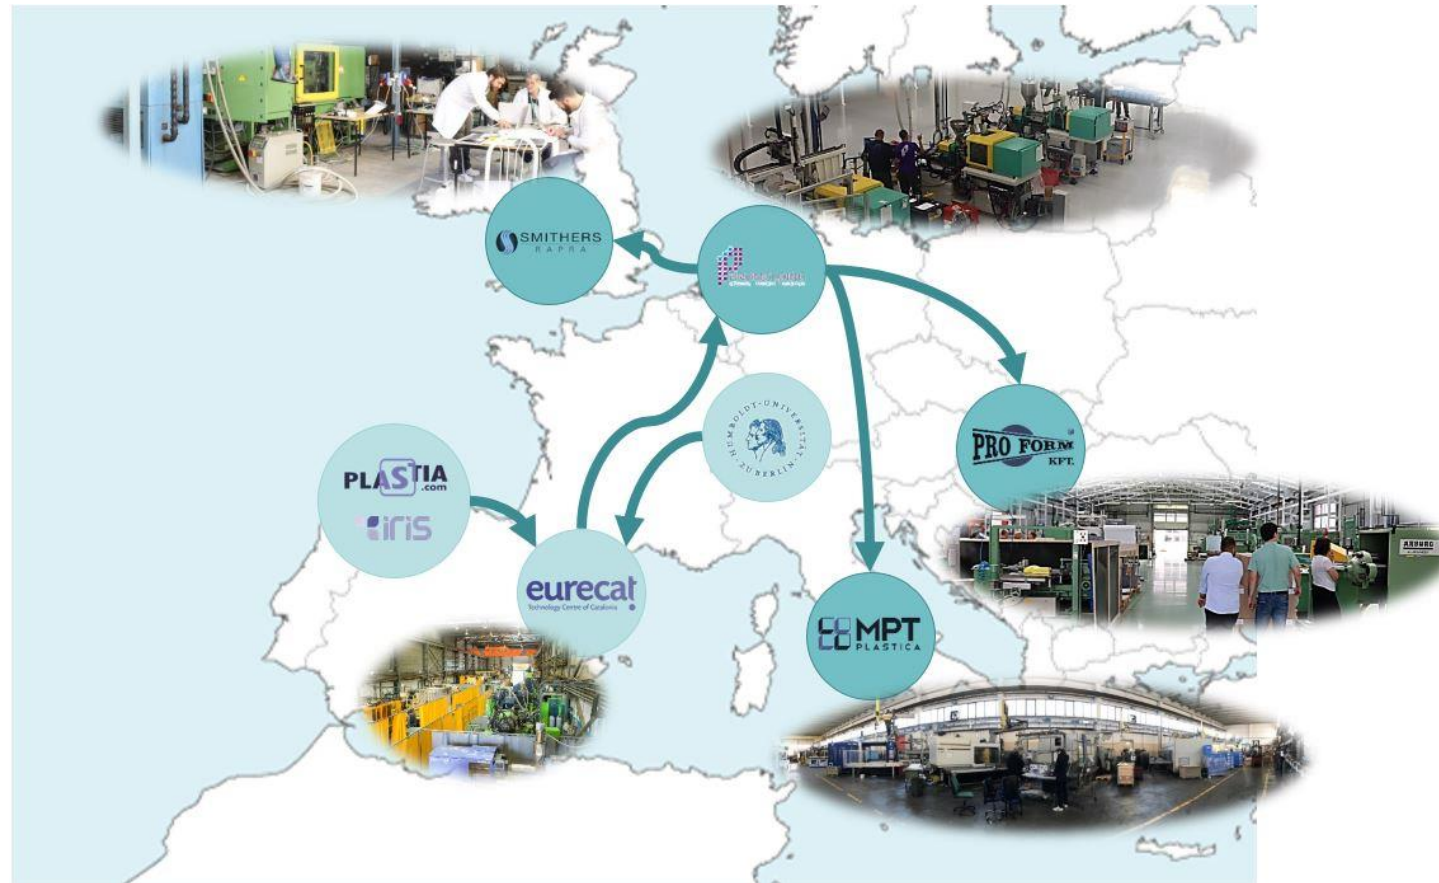 SMITHERS
RAPRA
PLASTIA
.com
iris
HUMBOLDT-UNIVERSITÄT
ZU BERLIN
PRO FORM
KFT.
eurecat
Technology Centre of Catalonia
MPT
PLASTICA
ARBURG